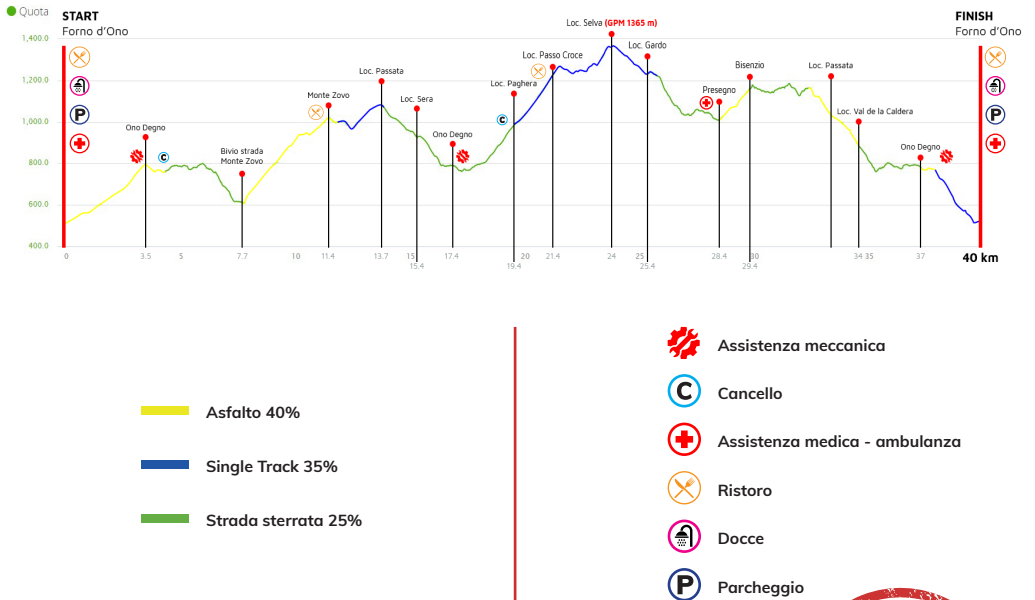 Quota
START
Forno d'Ono
FINISH
Forno d'Ono
1,400.0
1,200.0
1,000.0
800.0
600.0
400.0
Ono Degno
C
Bivio strada
Monte Zovo
Monte Zovo
Loc. Passata
Loc. Sera
Ono Degno
Loc. Paghera
C
Loc. Passo Croce
Loc. Selva (GPM 1365 m)
Loc. Gardo
Presegno
Bisenzio
Loc. Passata
Loc. Val de la Caldera
Ono Degno
P
P
0 3.5 5 7.7 10 11.4 13.7 15 17.4 20 21.4 24 25 28.4 30 34 35 37 40 km
15.4 19.4 25.4 29.4
Asfalto 40%
Single Track 35%
Strada sterrata 25%
Assistenza meccanica
C Cancello
Assistenza medica - ambulanza
Ristoro
Docce
P Parcheggio